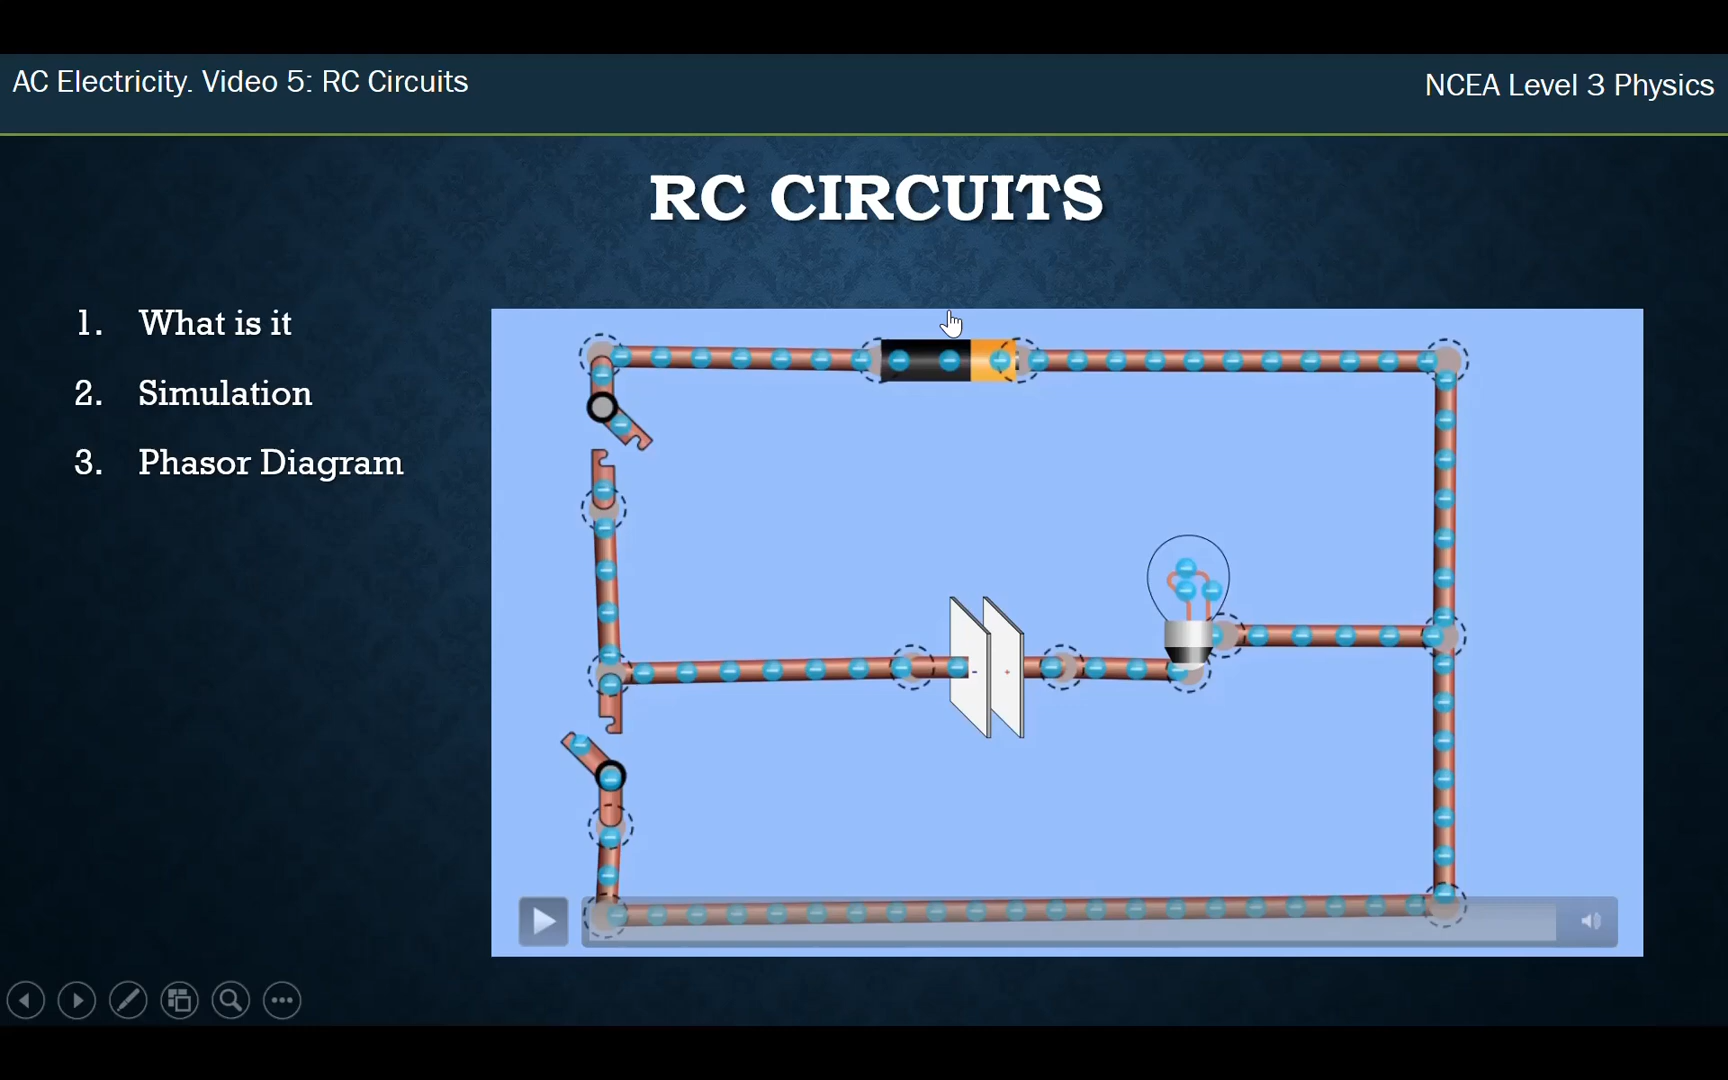 AC Electricity. Video 5: RC Circuits
NCEA Level 3 Physics
RC CIRCUITS
1. What is it
2. Simulation
3. Phasor Diagram